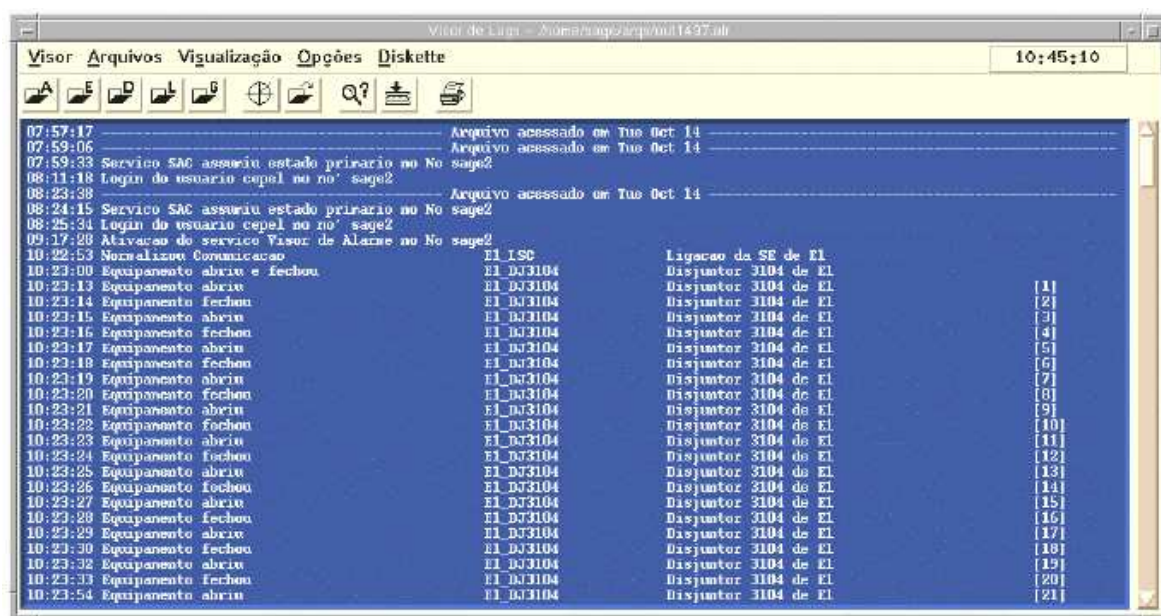 Visor de Logs - /home/sage/arqs/
Visor Arquivos Visualização Opções Diskette 10:45:10
A E D L G
07:57:17 Arquivo acessado em Tue Oct 14
07:59:06 Arquivo acessado em Tue Oct 14
07:59:33 Servico SAC assumiu estado primario no No sage2
08:11:18 Login do usuario cepel no no' sage2
08:23:38 Arquivo acessado em Tue Oct 14
08:24:15 Servico SAC assumiu estado primario no No sage2
08:25:34 Login do usuario cepel no no' sage2
09:17:28 Ativacao do servico Visor de Alarme no No sage2
10:22:53 Normalizou Comunicacao E1_LSC Ligacao da SE de E1
10:23:00 Equipamento abriu e fechou E1_DJ3104 Disjuntor 3104 de E1
10:23:13 Equipamento abriu E1_DJ3104 Disjuntor 3104 de E1 [1]
10:23:14 Equipamento fechou E1_DJ3104 Disjuntor 3104 de E1 [2]
10:23:15 Equipamento abriu E1_DJ3104 Disjuntor 3104 de E1 [3]
10:23:16 Equipamento fechou E1_DJ3104 Disjuntor 3104 de E1 [4]
10:23:17 Equipamento abriu E1_DJ3104 Disjuntor 3104 de E1 [5]
10:23:18 Equipamento fechou E1_DJ3104 Disjuntor 3104 de E1 [6]
10:23:19 Equipamento abriu E1_DJ3104 Disjuntor 3104 de E1 [7]
10:23:20 Equipamento fechou E1_DJ3104 Disjuntor 3104 de E1 [8]
10:23:21 Equipamento abriu E1_DJ3104 Disjuntor 3104 de E1 [9]
10:23:22 Equipamento fechou E1_DJ3104 Disjuntor 3104 de E1 [10]
10:23:23 Equipamento abriu E1_DJ3104 Disjuntor 3104 de E1 [11]
10:23:24 Equipamento fechou E1_DJ3104 Disjuntor 3104 de E1 [12]
10:23:25 Equipamento abriu E1_DJ3104 Disjuntor 3104 de E1 [13]
10:23:26 Equipamento fechou E1_DJ3104 Disjuntor 3104 de E1 [14]
10:23:27 Equipamento abriu E1_DJ3104 Disjuntor 3104 de E1 [15]
10:23:28 Equipamento fechou E1_DJ3104 Disjuntor 3104 de E1 [16]
10:23:29 Equipamento abriu E1_DJ3104 Disjuntor 3104 de E1 [17]
10:23:30 Equipamento fechou E1_DJ3104 Disjuntor 3104 de E1 [18]
10:23:32 Equipamento abriu E1_DJ3104 Disjuntor 3104 de E1 [19]
10:23:33 Equipamento fechou E1_DJ3104 Disjuntor 3104 de E1 [20]
10:23:54 Equipamento abriu E1_DJ3104 Disjuntor 3104 de E1 [21]